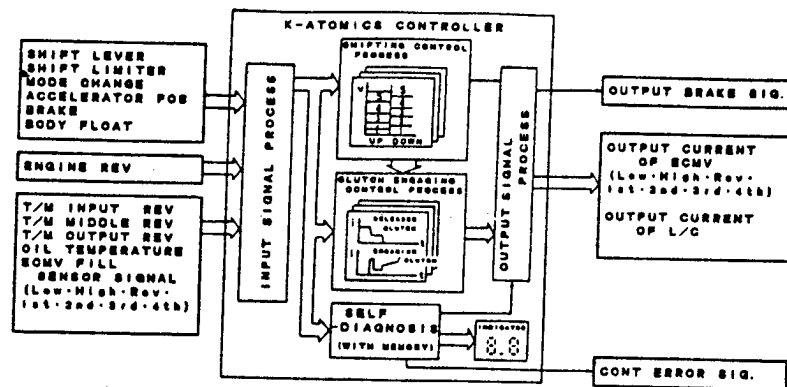 K-ATOMICS CONTROLLER
SHIFT LEVER
SHIFT LIMITER
MODE CHANGE
ACCELERATOR POS
BRAKE
BODY FLOAT
ENGINE REV
T/M INPUT REV
T/M MIDDLE REV
T/M OUTPUT REV
OIL TEMPERATURE
ECMV FILL
SENSOR SIGNAL
(Low·High·Rev·
1st·2nd·3rd·4th)
INPUT SIGNAL PROCESS
SHIFTING CONTROL
PROCESS
V
S
UP DOWN
CLUTCH ENGAGING
CONTROL PROCESS
RELEASED
CLUTCH
i
t
ENGAGING
CLUTCH
i
t
SELF
DIAGNOSIS
(WITH MEMORY)
INDICATER
8.8
OUTPUT SIGNAL
PROCESS
OUTPUT BRAKE SIG.
OUTPUT CURRENT
OF ECMV
(Low·High·Rev·
1st·2nd·3rd·4th)
OUTPUT CURRENT
OF L/C
CONT ERROR SIG.